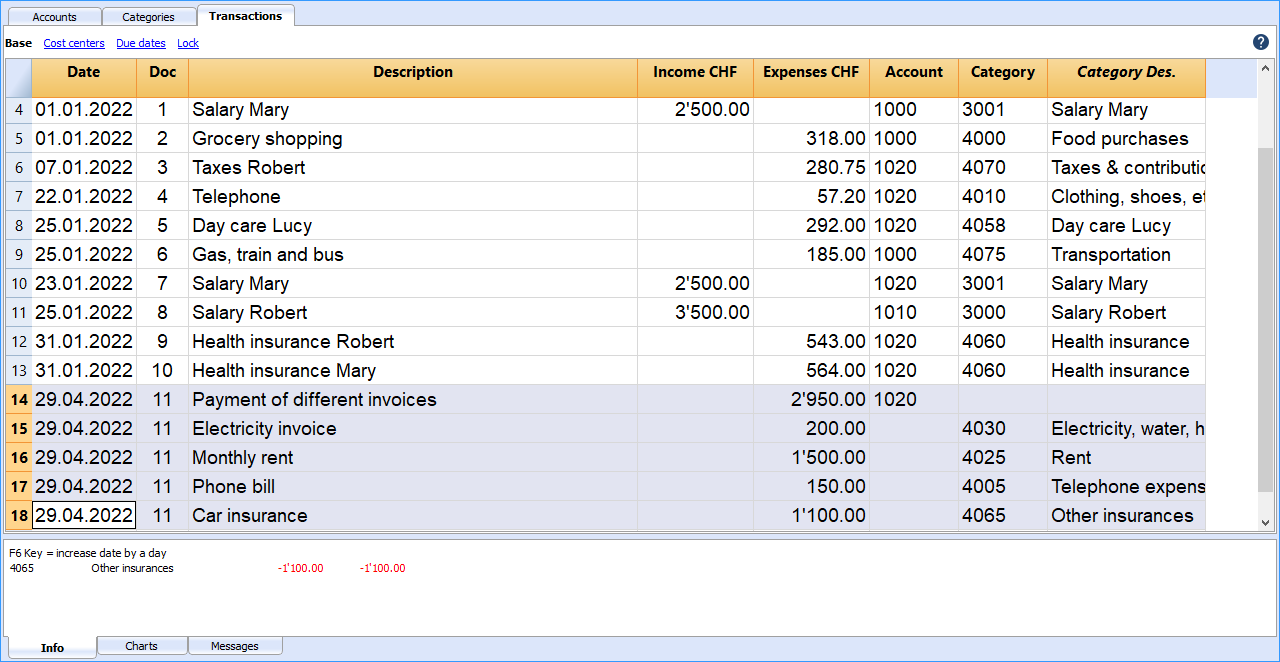 Accounts Categories Transactions
Base Cost centers Due dates Lock ?
Date Doc Description Income CHF Expenses CHF Account Category Category Des.
4 01.01.2022 1 Salary Mary 2'500.00 1000 3001 Salary Mary
5 01.01.2022 2 Grocery shopping 318.00 1000 4000 Food purchases
6 07.01.2022 3 Taxes Robert 280.75 1020 4070 Taxes & contributic
7 22.01.2022 4 Telephone 57.20 1020 4010 Clothing, shoes, et
8 25.01.2022 5 Day care Lucy 292.00 1020 4058 Day care Lucy
9 25.01.2022 6 Gas, train and bus 185.00 1000 4075 Transportation
10 23.01.2022 7 Salary Mary 2'500.00 1020 3001 Salary Mary
11 25.01.2022 8 Salary Robert 3'500.00 1010 3000 Salary Robert
12 31.01.2022 9 Health insurance Robert 543.00 1020 4060 Health insurance
13 31.01.2022 10 Health insurance Mary 564.00 1020 4060 Health insurance
14 29.04.2022 11 Payment of different invoices 2'950.00 1020
15 29.04.2022 11 Electricity invoice 200.00 4030 Electricity, water, h
16 29.04.2022 11 Monthly rent 1'500.00 4025 Rent
17 29.04.2022 11 Phone bill 150.00 4005 Telephone expens
18 29.04.2022 11 Car insurance 1'100.00 4065 Other insurances
F6 Key = increase date by a day
4065 Other insurances -1'100.00 -1'100.00
Info Charts Messages